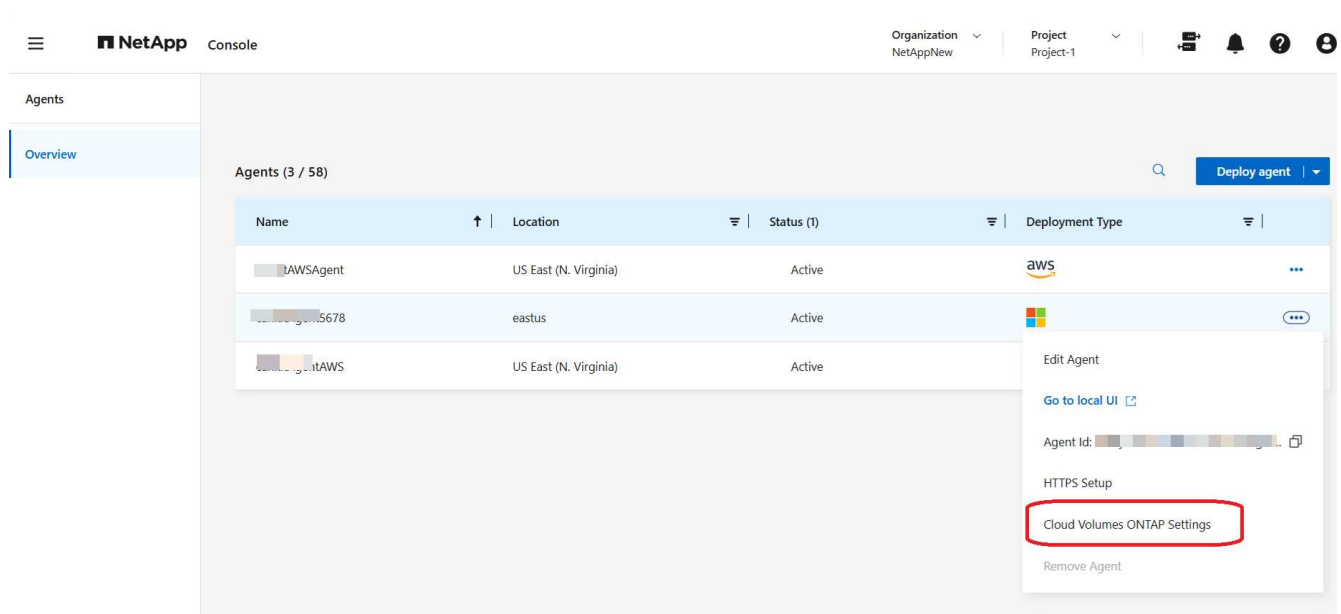 NetApp Console
Organization
NetAppNew
Project
Project-1
Agents
Overview
Agents (3 / 58)
Deploy agent
Name Location Status (1) Deployment Type
tAWSAgent US East (N. Virginia) Active aws
5678 eastus Active
ntAWS US East (N. Virginia) Active
Edit Agent
Go to local UI
Agent Id:
HTTPS Setup
Cloud Volumes ONTAP Settings
Remove Agent